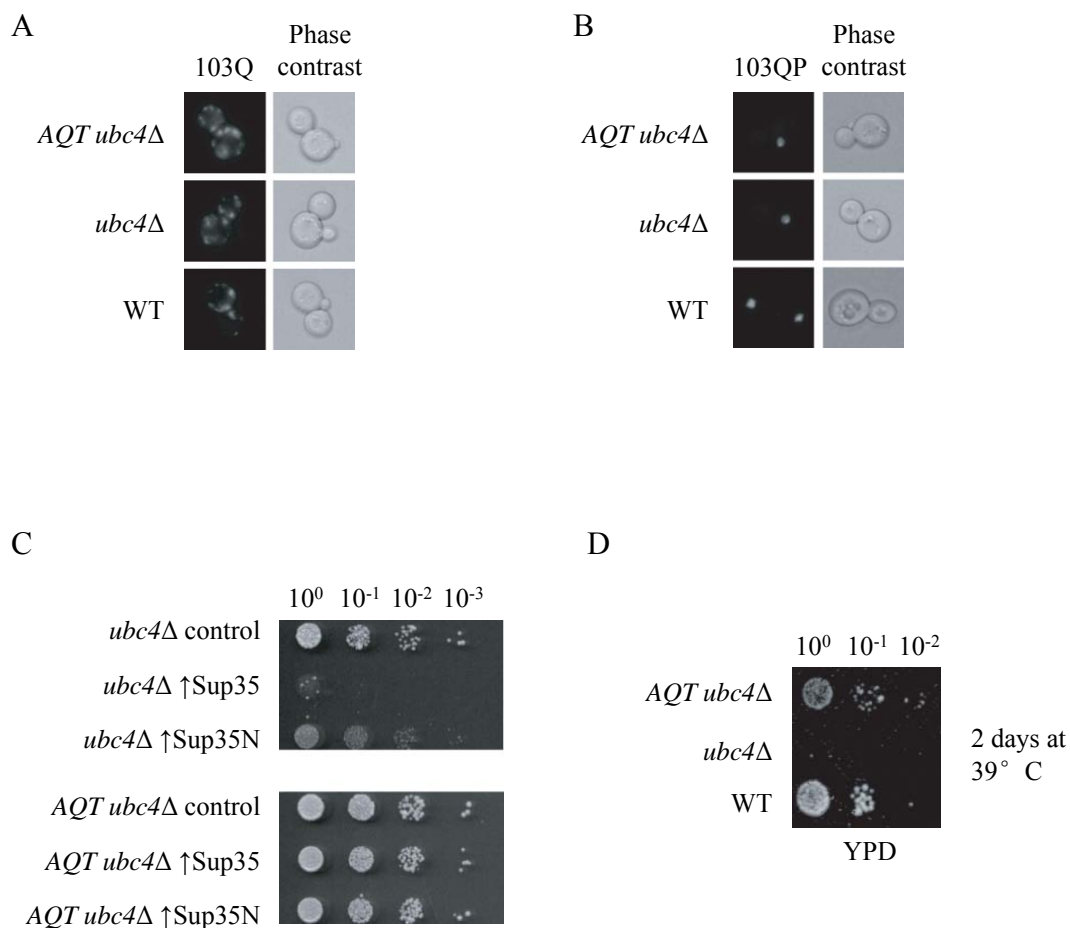 A
103Q
Phase
contrast
AQT ubc4Δ
ubc4Δ
WT
B
103QP
Phase
contrast
AQT ubc4Δ
ubc4Δ
WT
C
10⁰ 10⁻¹ 10⁻² 10⁻³
ubc4Δ control
ubc4Δ ↑Sup35
ubc4Δ ↑Sup35N
AQT ubc4Δ control
AQT ubc4Δ ↑Sup35
AQT ubc4Δ ↑Sup35N
D
10⁰ 10⁻¹ 10⁻²
AQT ubc4Δ
ubc4Δ
WT
2 days at
39° C
YPD